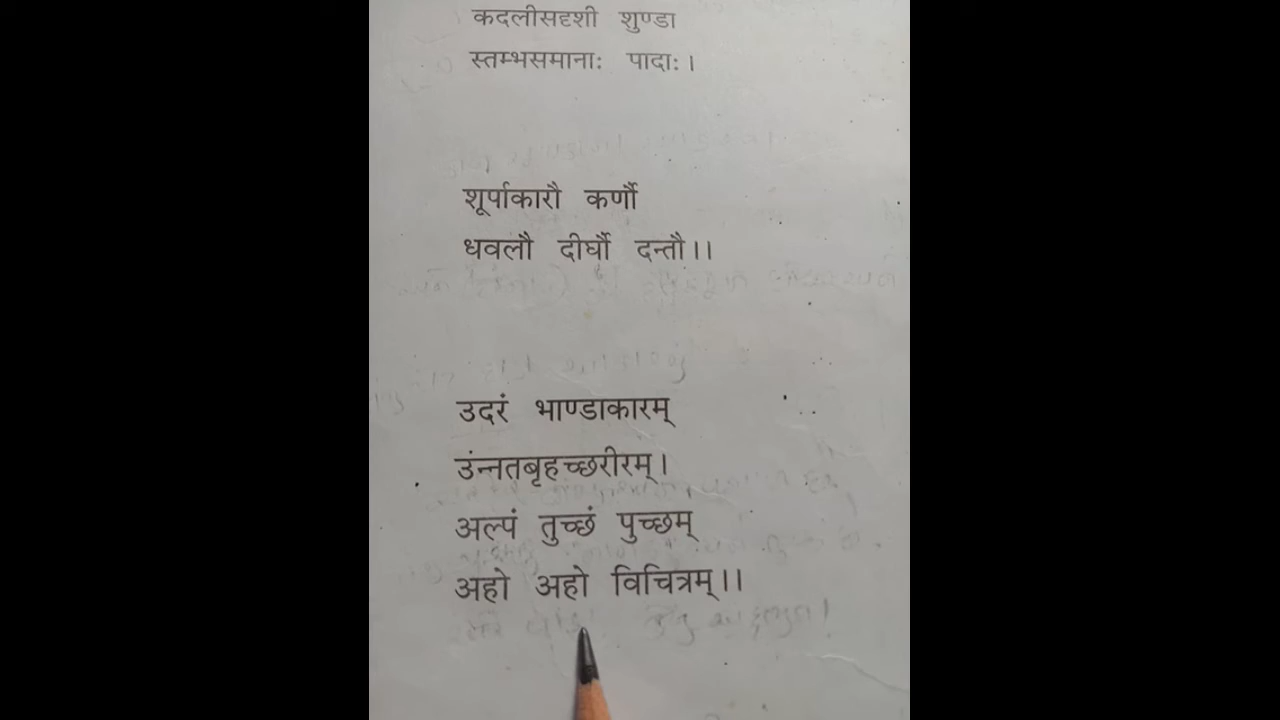 कदलीसदृशी शुण्डा
स्तम्भसमानाः पादाः।
शूर्पाकारौ कर्णौ
धवलौ दीर्घौ दन्तौ।।
उदरं भाण्डाकारम्
उंन्नतबृहच्छरीरम्।
अल्पं तुच्छं पुच्छम्
अहो अहो विचित्रम्।।